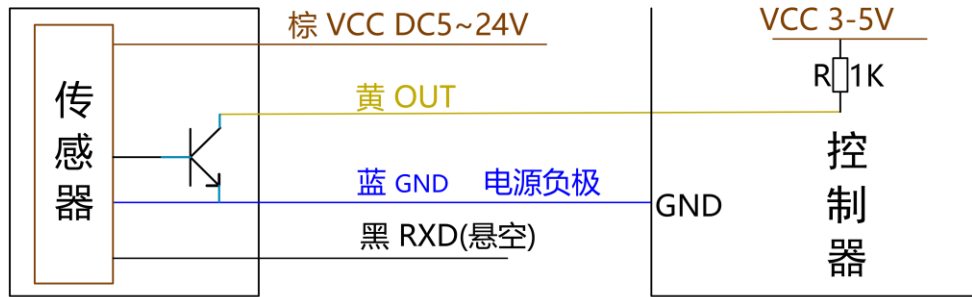 棕 VCC DC5~24V
VCC 3-5V
R 1K
黄 OUT
传感器
控制器
蓝 GND 电源负极
GND
黑 RXD(悬空)